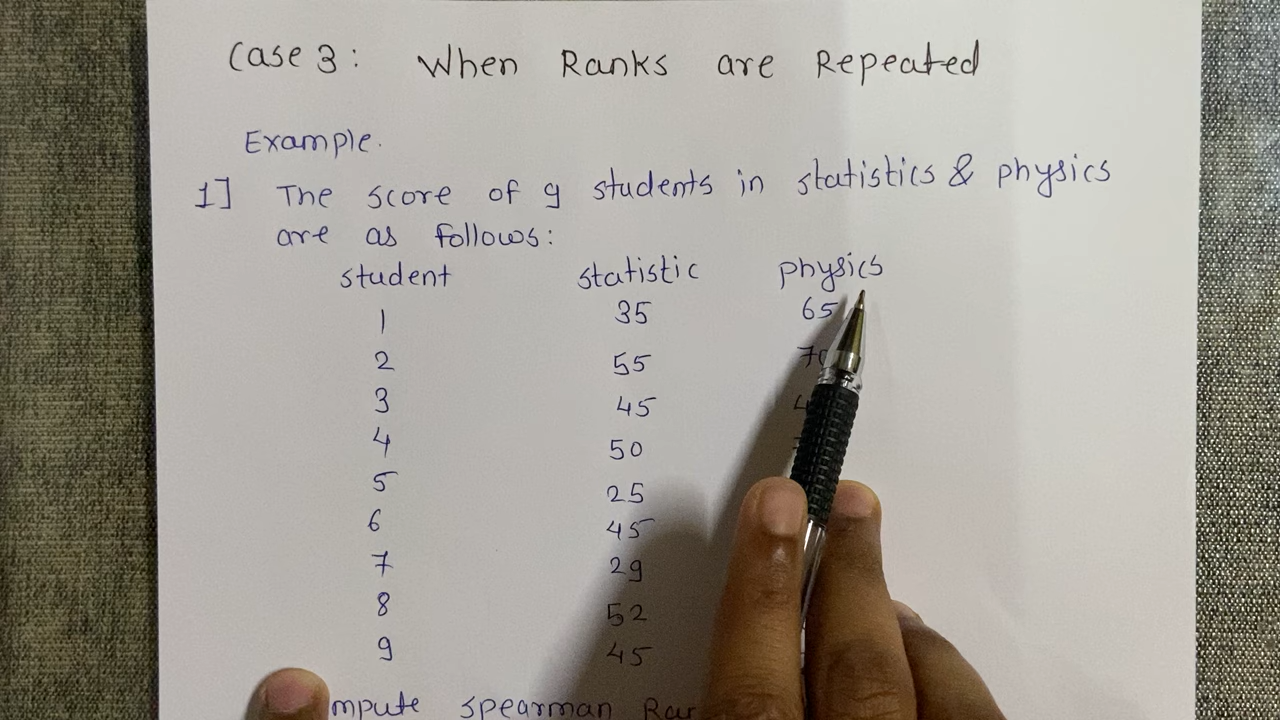 Case 3: When Ranks are Repeated
Example.
1] The score of 9 students in statistics & physics
are as follows:
student statistic physics
1 35 65
2 55 70
3 45
4 50
5 25
6 45
7 29
8 52
9 45
mpute spearman